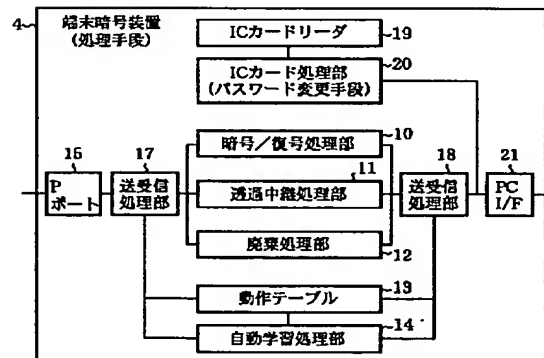 4
端末暗号装置
(処理手段)
ICカードリーダ
19
ICカード処理部
(パスワード変更手段)
20
15
P
ポート
17
送受信
処理部
暗号/復号処理部
10
透過中継処理部
11
廃棄処理部
12
18
送受信
処理部
21
PC
I/F
動作テーブル
13
自動学習処理部
14